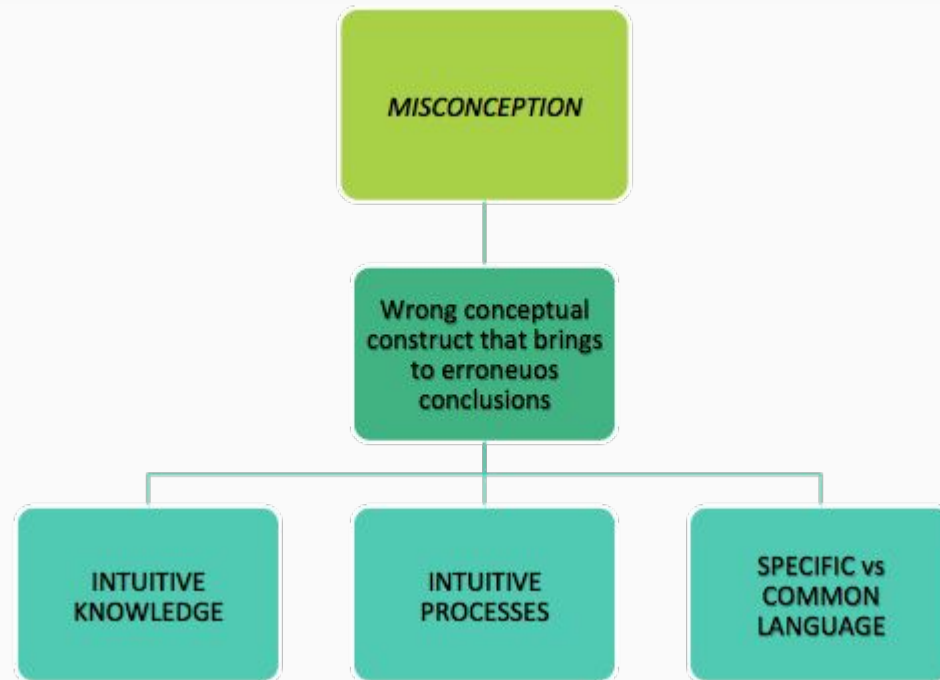 MISCONCEPTION
Wrong conceptual
construct that brings
to erroneuos
conclusions
INTUITIVE
KNOWLEDGE
INTUITIVE
PROCESSES
SPECIFIC vs
COMMON
LANGUAGE